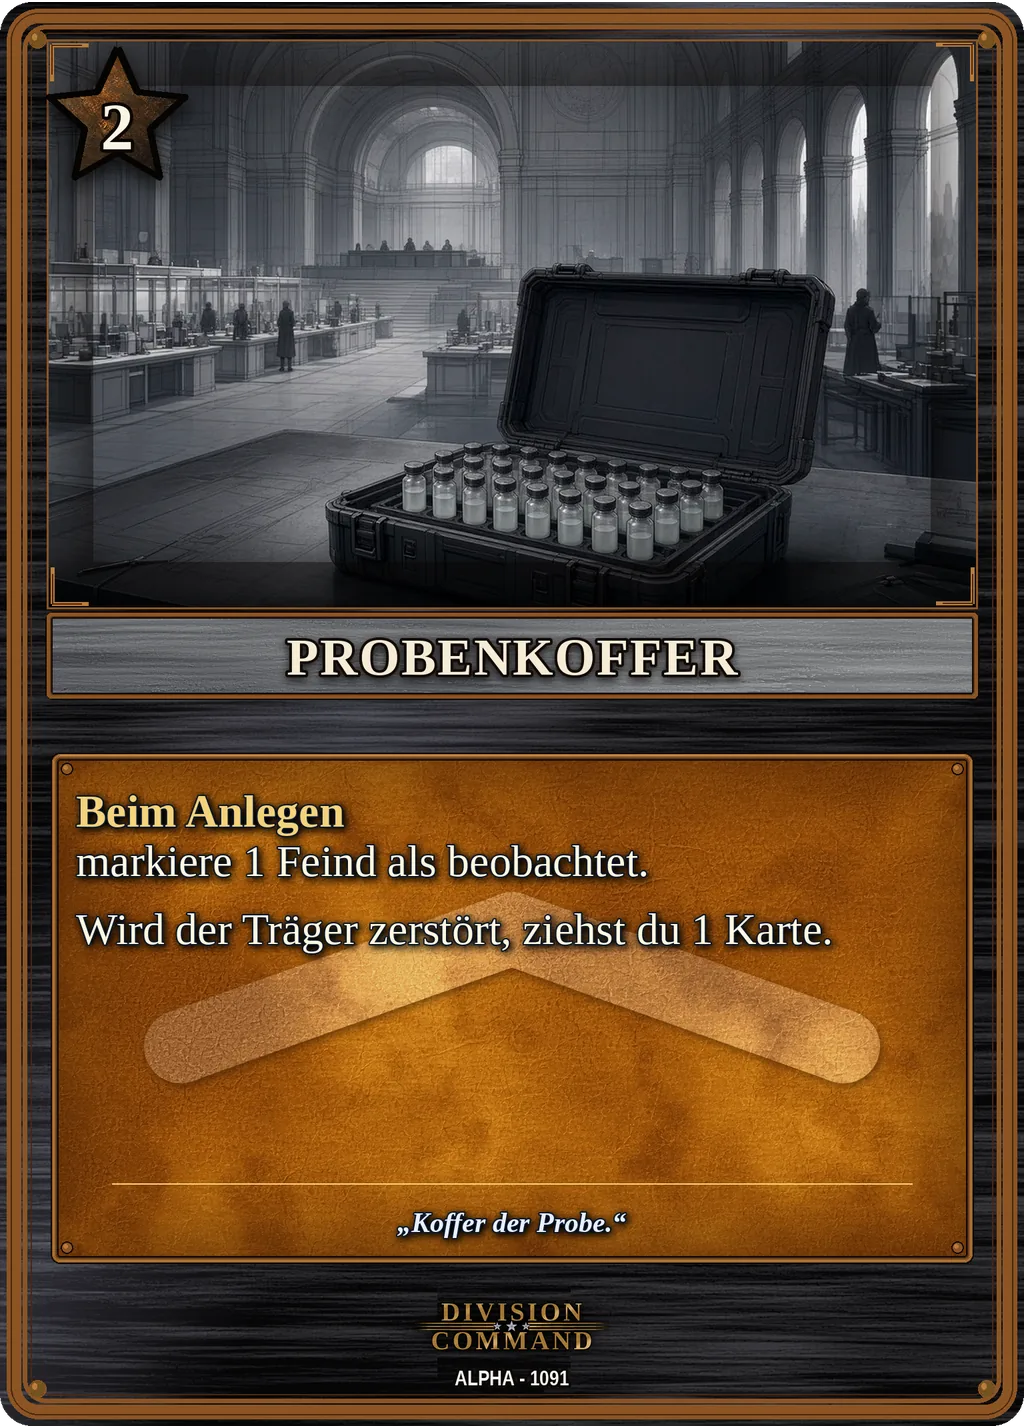 2
PROBENKOFFER
Beim Anlegen
markiere 1 Feind als beobachtet.
Wird der Träger zerstört, ziehst du 1 Karte.
„Koffer der Probe.“
DIVISION
COMMAND
ALPHA - 1091